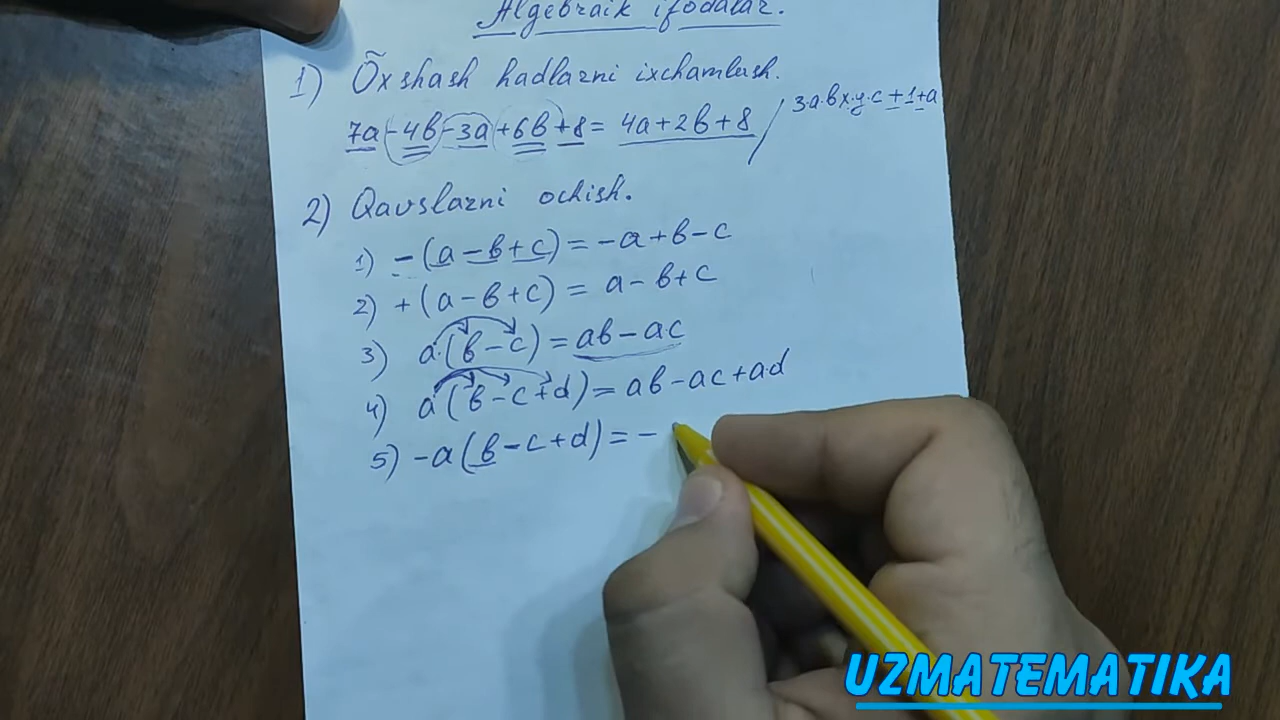 Algebraik ifodalar.
1) Õxshash hadlarni ixchamlash.
7a-4b-3a+6b+8= 4a+2b+8 / 3·a·bx·y·c+1+a
2) Qavslarni ochish.
1) -(a-b+c)=-a+b-c
2) +(a-b+c)= a-b+c
3) a·(b-c)=ab-ac
4) a(b-c+d)=ab-ac+ad
5) -a(b-c+d)=-
UZMATEMATIKA